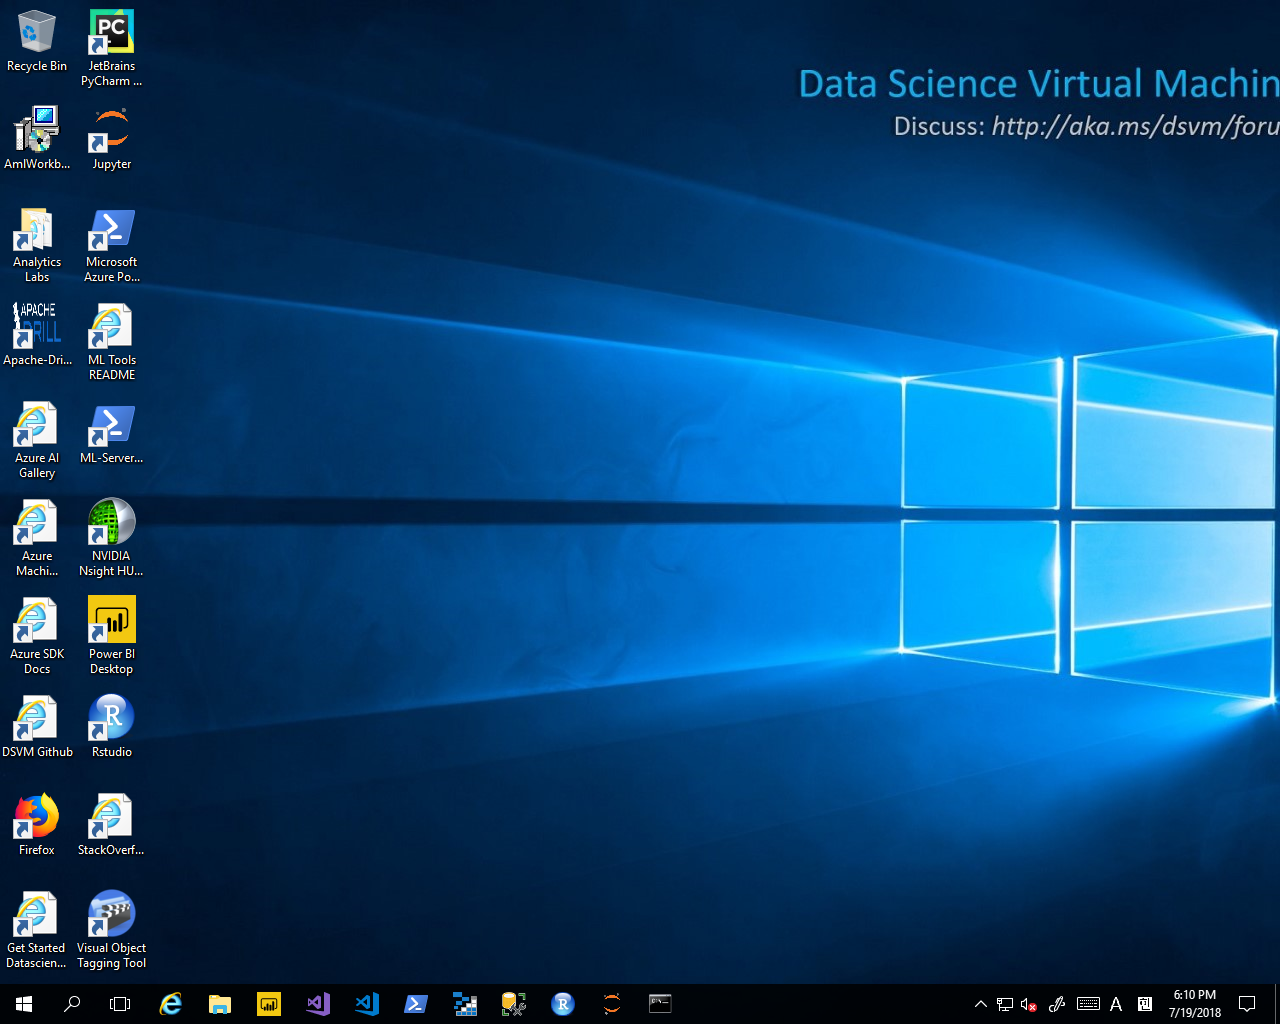 Data Science Virtual Machin
Discuss: http://aka.ms/dsvm/foru
Recycle Bin
PC
JetBrains
PyCharm ...
AmlWorkb...
Jupyter
Analytics
Labs
Microsoft
Azure Po...
APACHE
DRILL
Apache-Dri...
ML Tools
README
Azure AI
Gallery
ML-Server...
Azure
Machi...
NVIDIA
Nsight HU...
Azure SDK
Docs
Power BI
Desktop
DSVM Github
R
Rstudio
Firefox
StackOverf...
Get Started
Datascien...
Visual Object
Tagging Tool
R
A
6:10 PM
7/19/2018